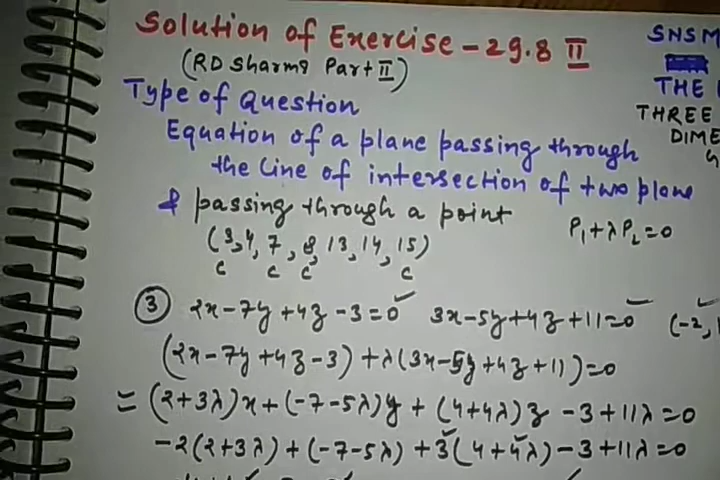 Solution of Exercise - 29.8 II
SNSM
(RD Sharma Part II)
THE
Type of Question
THREE
DIME
Equation of a plane passing through
the line of intersection of two plane
& passing through a point
P₁+λP₂=0
(3,4,7,8,13,14,15)
c c c c
③ 2x-7y+4z-3=0 3x-5y+4z+11=0 (-2,
(2x-7y+4z-3)+λ(3x-5y+4z+11)=0
=(2+3λ)x+(-7-5λ)y+(4+4λ)z-3+11λ=0
-2(2+3λ)+(-7-5λ)+3(4+4λ)-3+11λ=0